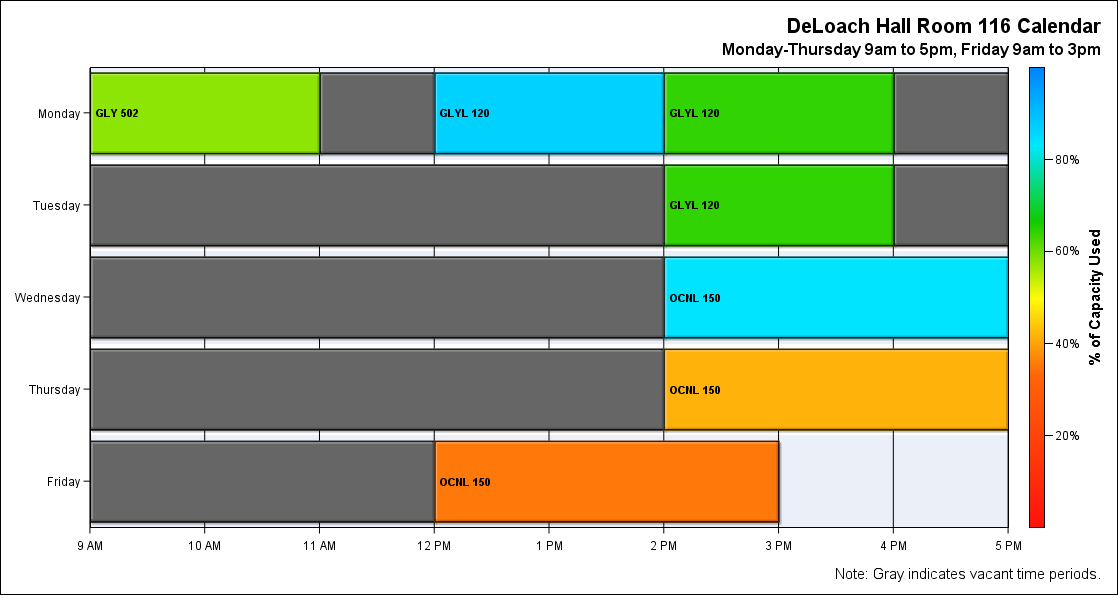 DeLoach Hall Room 116 Calendar
Monday-Thursday 9am to 5pm, Friday 9am to 3pm
Monday
GLY 502
GLYL 120
GLYL 120
Tuesday
GLYL 120
Wednesday
OCNL 150
Thursday
OCNL 150
Friday
OCNL 150
9 AM
10 AM
11 AM
12 PM
1 PM
2 PM
3 PM
4 PM
5 PM
80%
60%
40%
20%
% of Capacity Used
Note: Gray indicates vacant time periods.